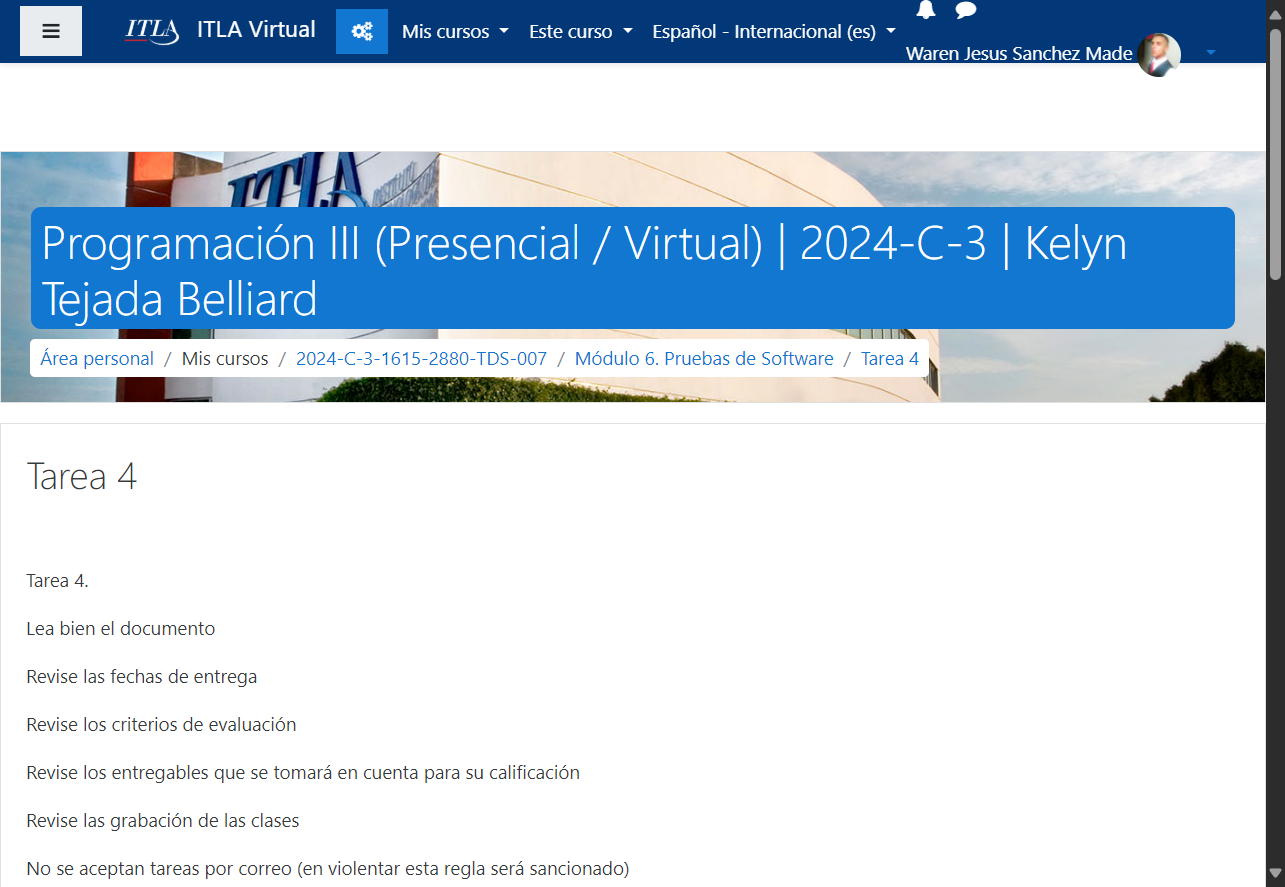 ITLA ITLA Virtual Mis cursos Este curso Español - Internacional (es)
Waren Jesus Sanchez Made
ITLA
Programación III (Presencial / Virtual) | 2024-C-3 | Kelyn
Tejada Belliard
Área personal / Mis cursos / 2024-C-3-1615-2880-TDS-007 / Módulo 6. Pruebas de Software / Tarea 4
Tarea 4
Tarea 4.
Lea bien el documento
Revise las fechas de entrega
Revise los criterios de evaluación
Revise los entregables que se tomará en cuenta para su calificación
Revise las grabación de las clases
No se aceptan tareas por correo (en violentar esta regla será sancionado)